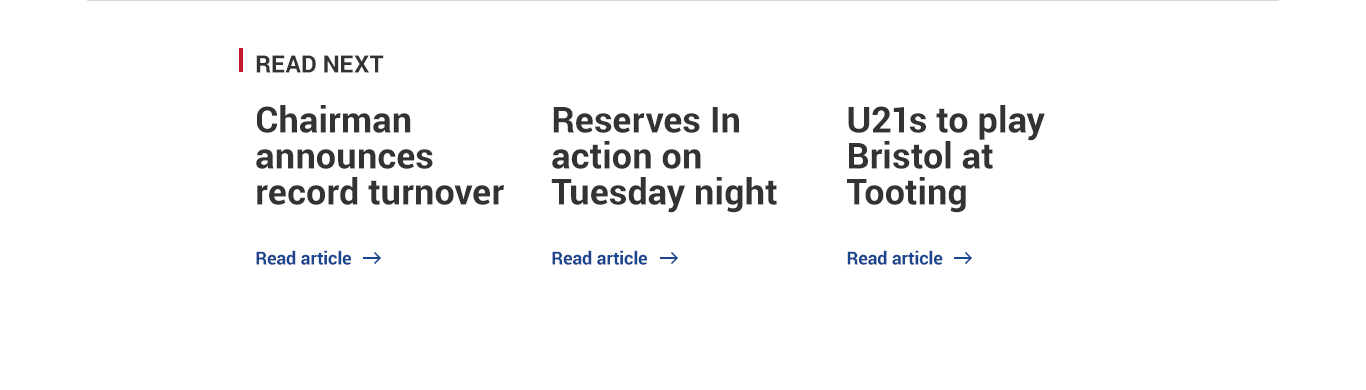 READ NEXT
Chairman
announces
record turnover
Read article
Reserves In
action on
Tuesday night
Read article
U21s to play
Bristol at
Tooting
Read article